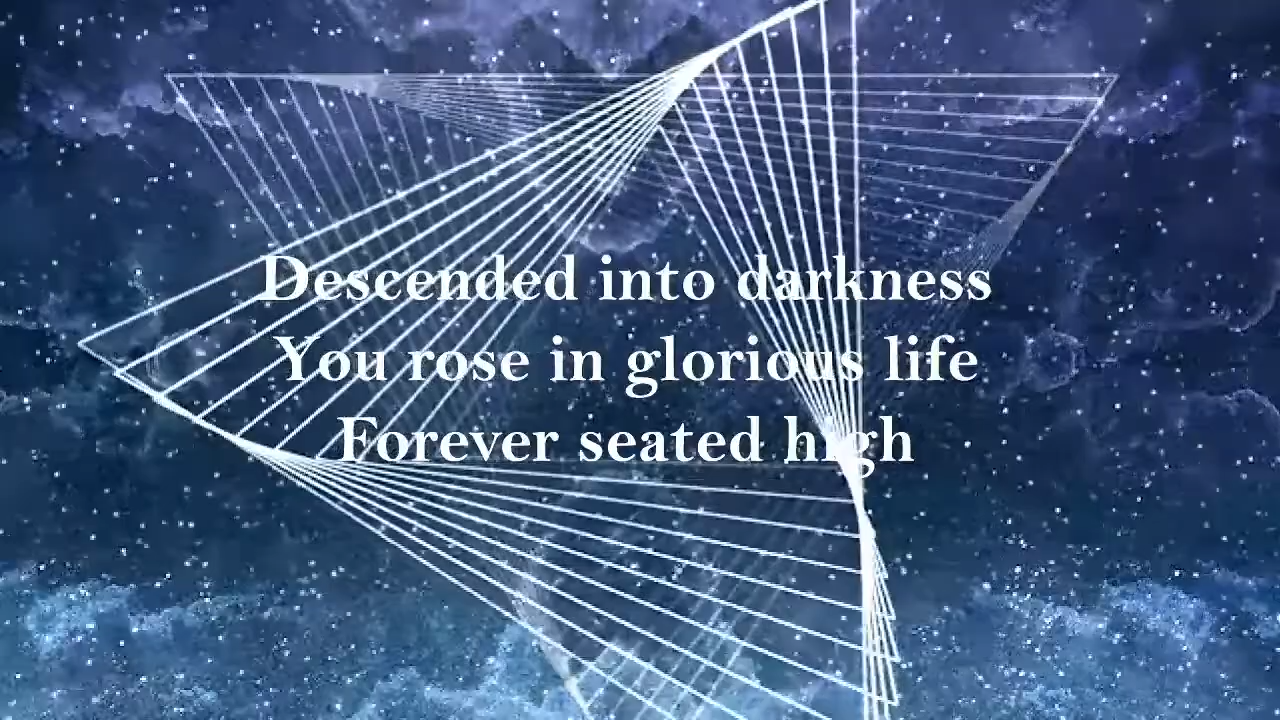 Descended into darkness
You rose in glorious life
Forever seated high